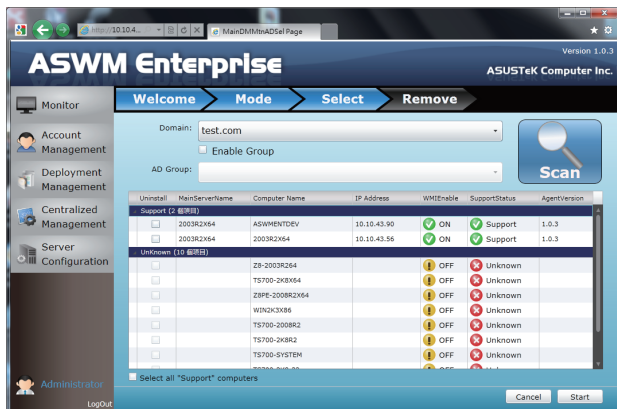 http://10.10.4...
MainDMMtnADSel Page
ASWM Enterprise
Version 1.0.3
ASUSTeK Computer Inc.
Monitor
Account Management
Deployment Management
Centralized Management
Server Configuration
Administrator
LogOut
Welcome Mode Select Remove
Domain: test.com
Enable Group
AD Group:
Scan
Uninstall MainServerName Computer Name IP Address WMIEnable SupportStatus AgentVersion
Support (2 個項目)
2003R2X64 ASWMENTDEV 10.10.43.90 ON Support 1.0.3
2003R2X64 2003R2X64 10.10.43.56 ON Support 1.0.3
UnKnown (10 個項目)
Z8-2003R264 OFF Unknown
TS700-2K8X64 OFF Unknown
Z8PE-2008R2X64 OFF Unknown
WIN2K3X86 OFF Unknown
TS700-2008R2 OFF Unknown
TS700-2K8R2 OFF Unknown
TS700-SYSTEM OFF Unknown
Select all "Support" computers
Cancel Start